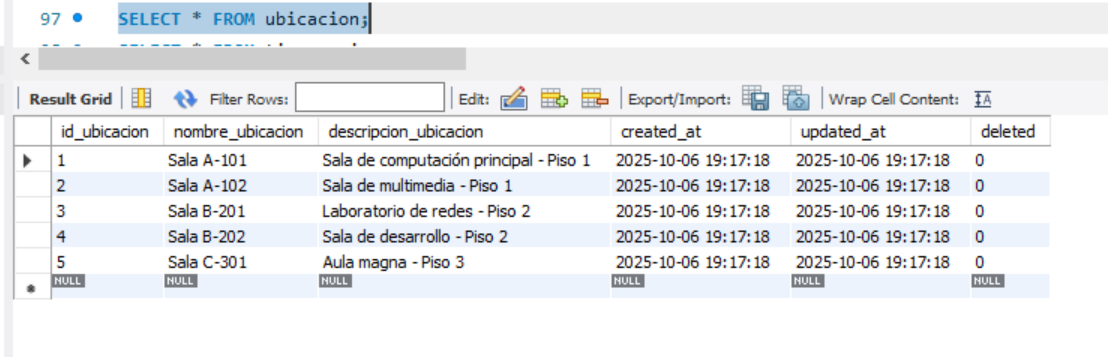 97 SELECT * FROM ubicacion;
Result Grid Filter Rows: Edit: Export/Import: Wrap Cell Content:
id_ubicacion nombre_ubicacion descripcion_ubicacion created_at updated_at deleted
1 Sala A-101 Sala de computación principal - Piso 1 2025-10-06 19:17:18 2025-10-06 19:17:18 0
2 Sala A-102 Sala de multimedia - Piso 1 2025-10-06 19:17:18 2025-10-06 19:17:18 0
3 Sala B-201 Laboratorio de redes - Piso 2 2025-10-06 19:17:18 2025-10-06 19:17:18 0
4 Sala B-202 Sala de desarrollo - Piso 2 2025-10-06 19:17:18 2025-10-06 19:17:18 0
5 Sala C-301 Aula magna - Piso 3 2025-10-06 19:17:18 2025-10-06 19:17:18 0
NULL NULL NULL NULL NULL NULL